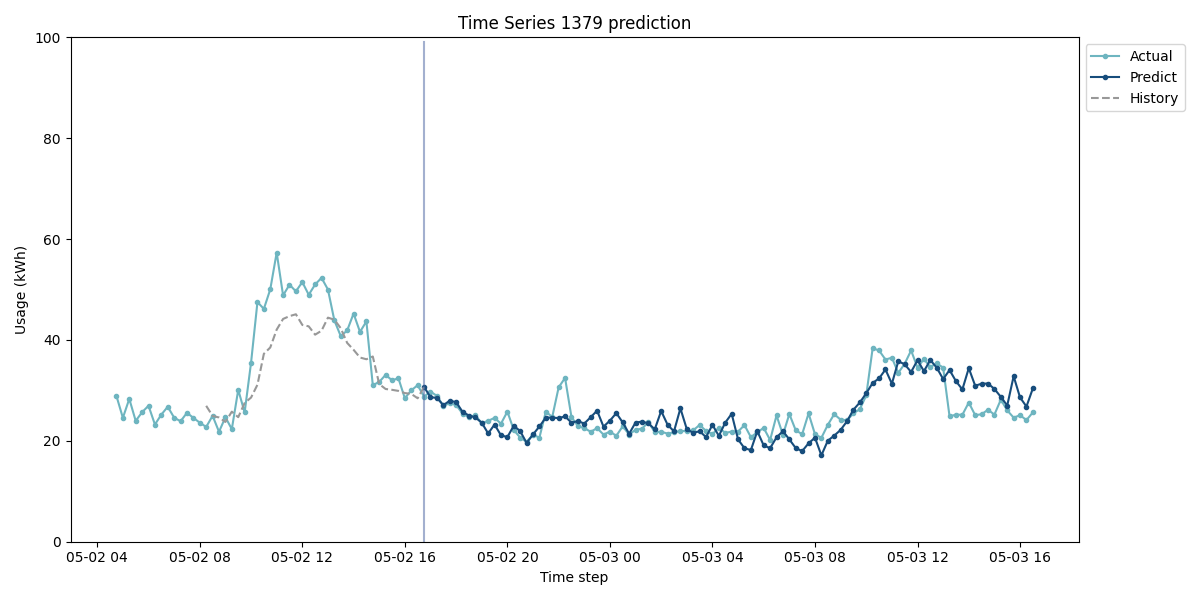 Time Series 1379 prediction
Usage (kWh)
100
80
60
40
20
0
05-02 04
05-02 08
05-02 12
05-02 16
05-02 20
05-03 00
05-03 04
05-03 08
05-03 12
05-03 16
Time step
Actual
Predict
History